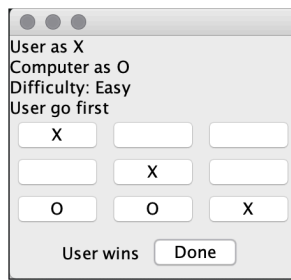 User as X
Computer as O
Difficulty: Easy
User go first
X
X
O O X
User wins Done